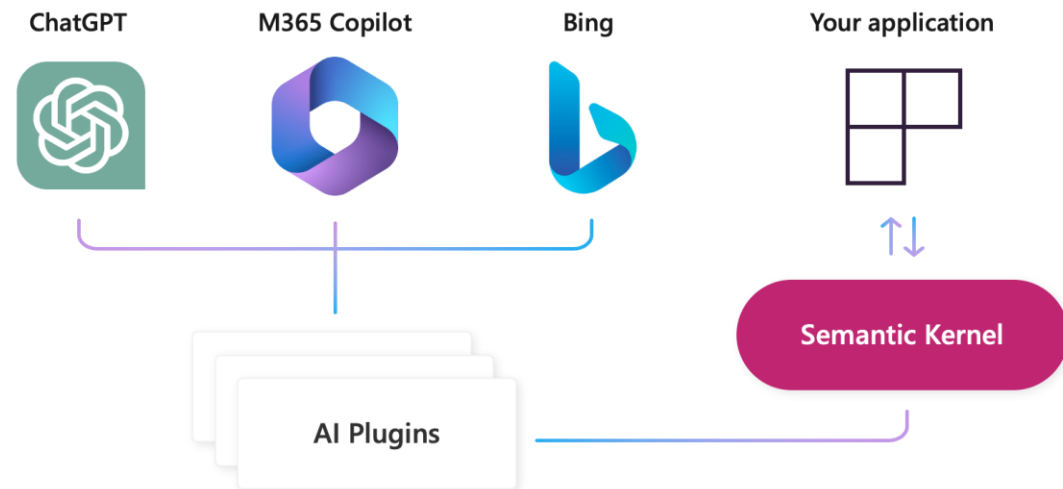 ChatGPT
M365 Copilot
Bing
Your application
Semantic Kernel
AI Plugins